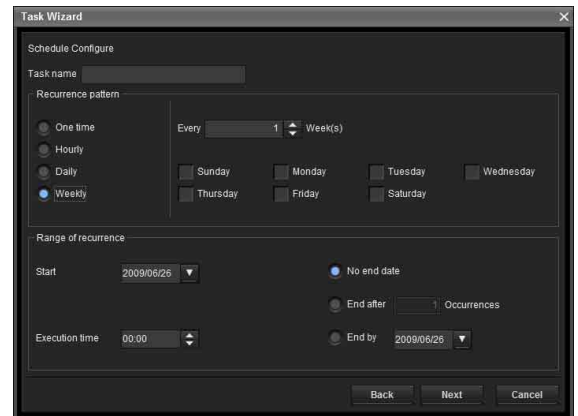 Task Wizard
Schedule Configure
Task name
Recurrence pattern
One time
Every 1 Week(s)
Hourly
Daily
Sunday Monday Tuesday Wednesday
Weekly
Thursday Friday Saturday
Range of recurrence
Start 2009/06/26
No end date
End after 1 Occurrences
Execution time 00:00
End by 2009/06/26
Back Next Cancel